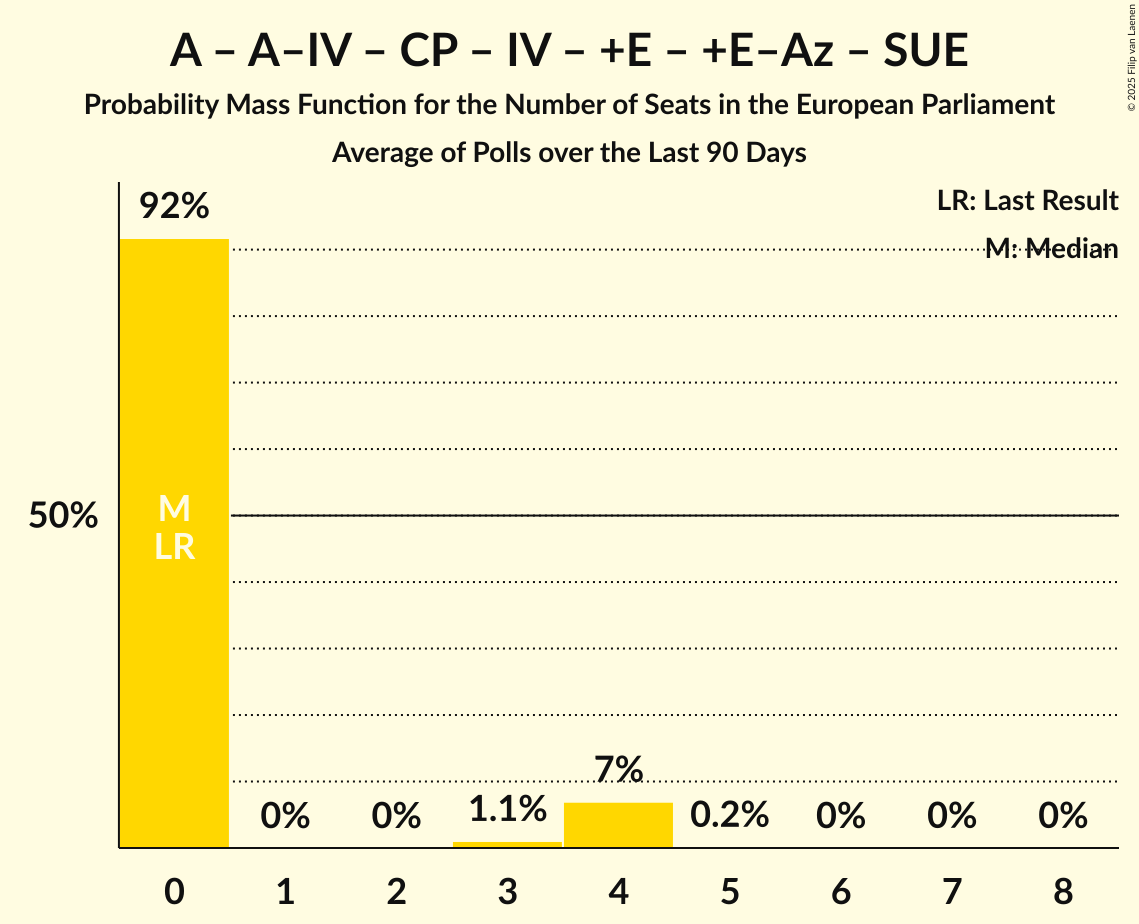 A – A–IV – CP – IV – +E – +E–Az – SUE
Probability Mass Function for the Number of Seats in the European Parliament
Average of Polls over the Last 90 Days
© 2025 Filip van Laenen
LR: Last Result
M: Median
92%
50%
M
LR
0%
0%
1.1%
7%
0.2%
0%
0%
0%
0
1
2
3
4
5
6
7
8